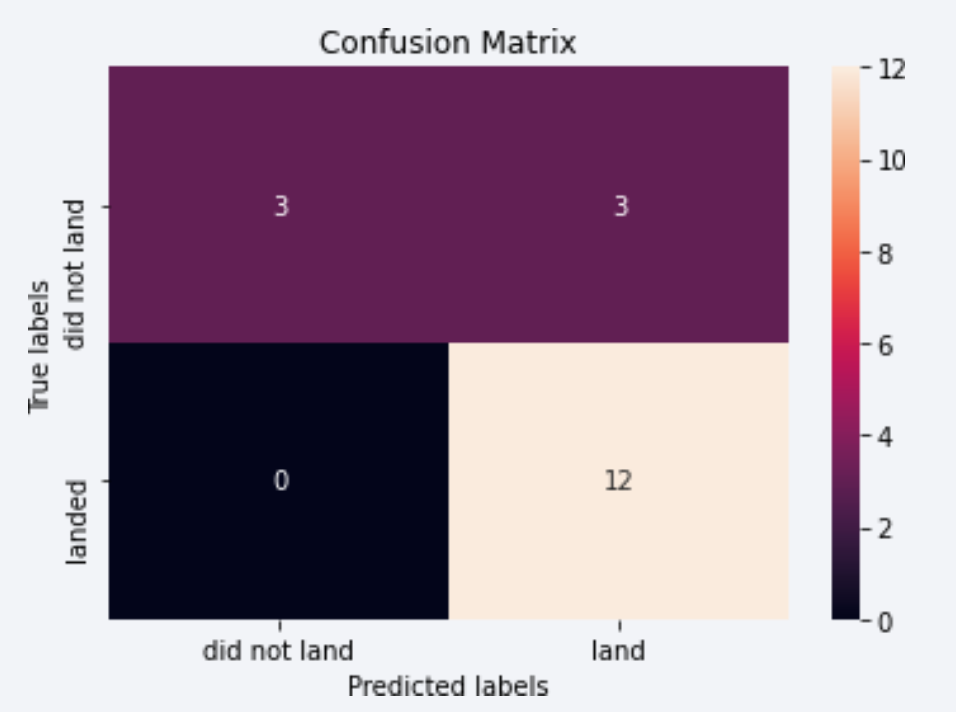 Confusion Matrix
True labels
did not land
landed
3
3
0
12
did not land
land
Predicted labels
12
10
8
6
4
2
0